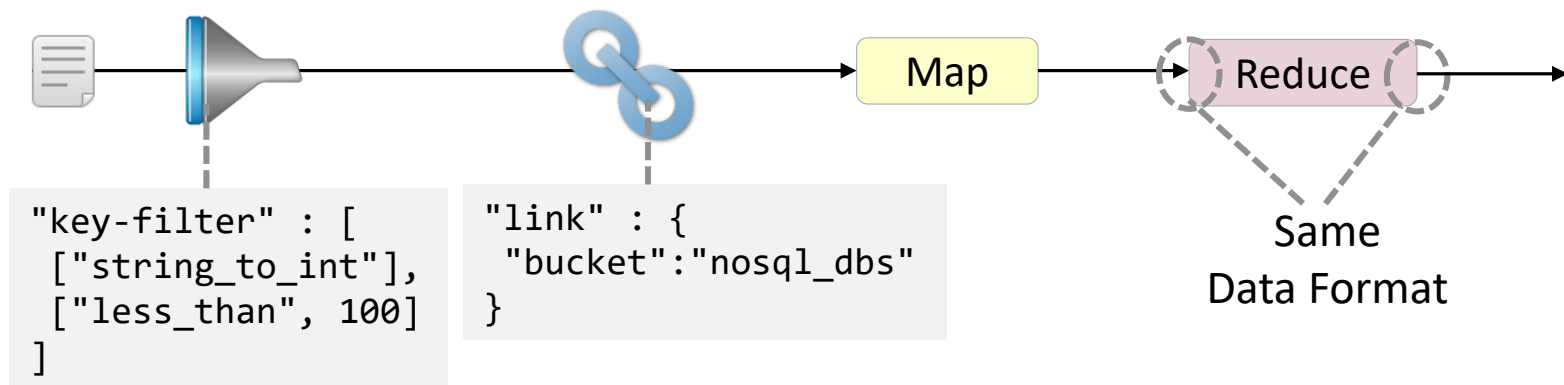 Map
Reduce
"key-filter" : [
["string_to_int"],
["less_than", 100]
]
"link" : {
"bucket":"nosql_dbs"
}
Same
Data Format